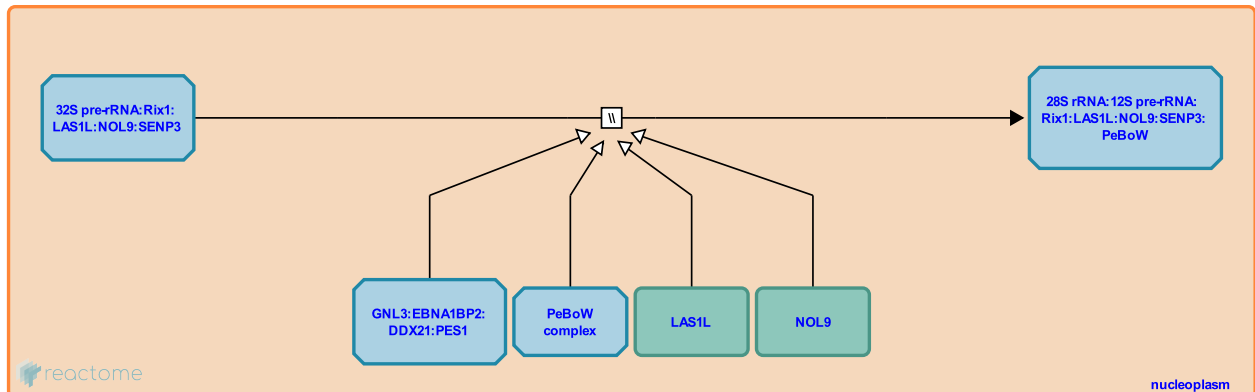 32S pre-rRNA:Rix1:
LAS1L:NOL9:SENP3
\\
28S rRNA:12S pre-rRNA:
Rix1:LAS1L:NOL9:SENP3:
PeBoW
GNL3:EBNA1BP2:
DDX21:PES1
PeBoW
complex
LAS1L
NOL9
reactome
nucleoplasm